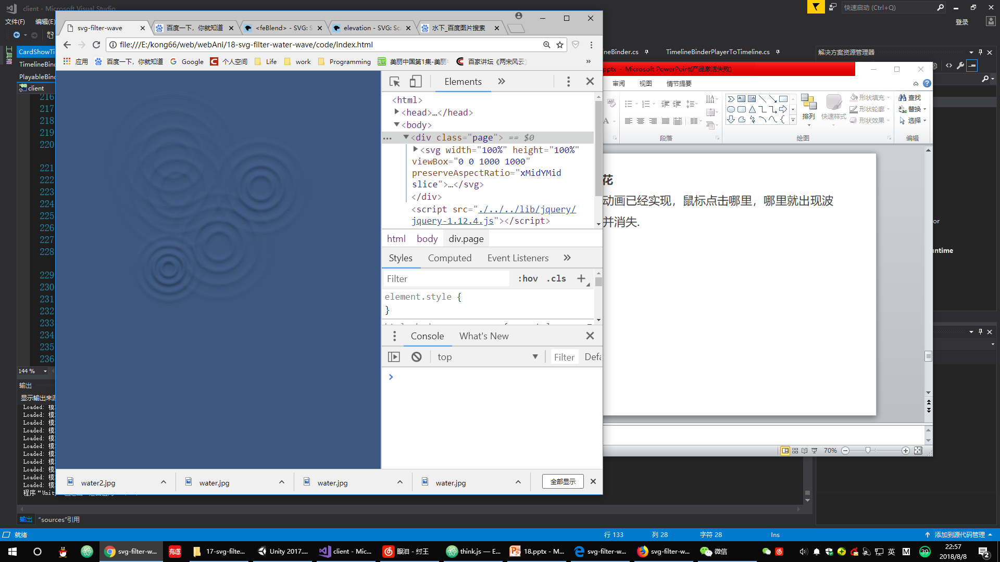 client - Microsoft Visual Studio
快速启动 (Ctrl+Q)
文件(F)
编辑(E)
登录
svg-filter-wave
百度一下，你就知道
<feBlend> - SVG: S
elevation - SVG: Sc
水下_百度图片搜索
file:///E:/kong66/web/webAni/18-svg-filter-water-wave/code/index.html
应用
百度一下，你就知道
Google
个人空间
Life
work
Programming
美丽中国第1集-美丽
百家讲坛《两宋风云》
工具箱
CardShowTi
TimelineBind
PlayableBind
client
neBinder.cs
TimelineBinderPlayerToTimeline.cs
解决方案资源管理器
216
217
218
219
220
221
222
223
224
225
226
227
228
229
230
231
232
233
234
235
236
144 %
Elements
<html>
<head>…</head>
<body>
<div class="page"> == $0
<svg width="100%" height="100%"
viewBox="0 0 1000 1000"
preserveAspectRatio="xMidYMid
slice">…</svg>
</div>
<script src="./../../lib/jquery/
jquery-1.12.4.js"></script>
html
body
div.page
Styles
Computed
Event Listeners
Filter
:hov
.cls
element.style {
}
Console
What's New
top
Filter
Defa
pptx - Microsoft PowerPoint(产品激活失败)
审阅
视图
情节提要
排列
快速样式
形状填充
形状轮廓
形状效果
查找
替换
选择
段落
绘图
编辑
花
动画已经实现，鼠标点击哪里，哪里就出现波
并消失.
70%
or
untime
输出
显示输出来源
Loaded: 模
Loaded: 模
Loaded: 模
Loaded: 模
Loaded: 模
Loaded: 模
Loaded: 模
Loaded: 模
Loaded: 模
Loaded: 模
Loaded: 模
程序“Unity
water2.jpg
water.jpg
water.jpg
water.jpg
全部显示
输出
"sources"引用
就绪
行 133
列 28
字符 28
Ins
添加到源代码管理
svg-filter-w...
有道
17-svg-filte...
Unity 2017....
client - Mic...
眼泪 - 纣王
think.js — E...
18.pptx - M...
svg-filter-w...
svg-filter-w...
微信
英
M
39
22:57
2018/8/8
2